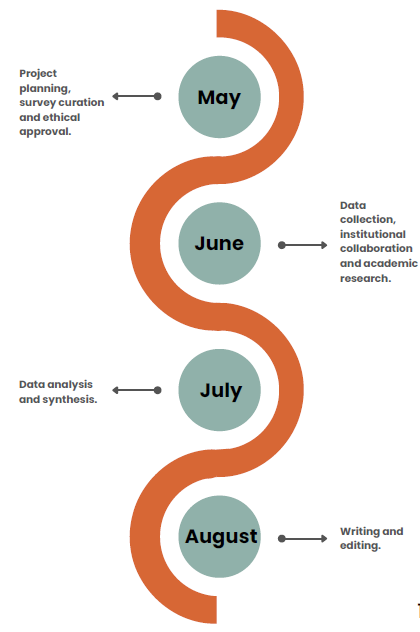 Project
planning,
survey curation
and ethical
approval.
May
Data
collection,
institutional
collaboration
and academic
research.
June
Data analysis
and synthesis.
July
August
Writing and
editing.